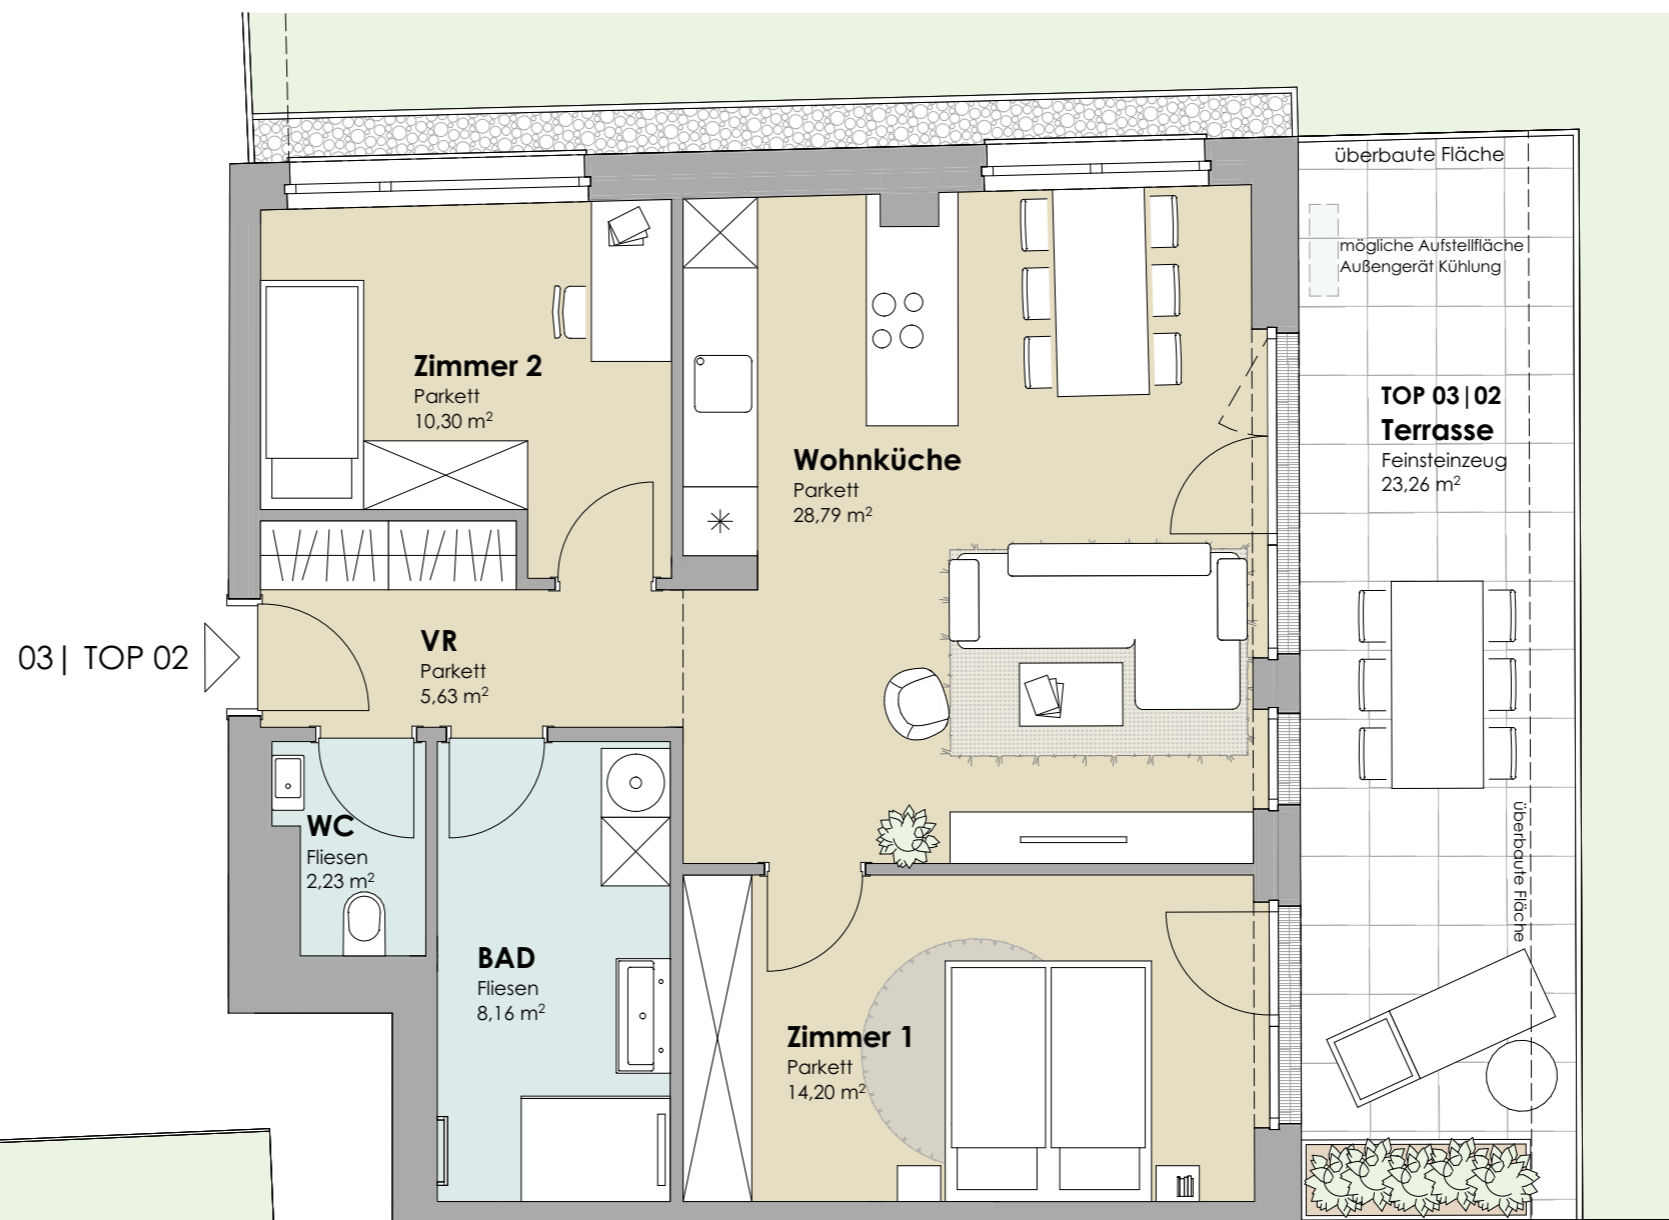 überbaute Fläche
mögliche Aufstellfläche
Außengerät Kühlung
Zimmer 2
Parkett
10,30 m²
TOP 03|02
Terrasse
Feinsteinzeug
23,26 m²
Wohnküche
Parkett
28,79 m²
03| TOP 02
VR
Parkett
5,63 m²
WC
Fliesen
2,23 m²
überbaute Fläche
BAD
Fliesen
8,16 m²
Zimmer 1
Parkett
14,20 m²